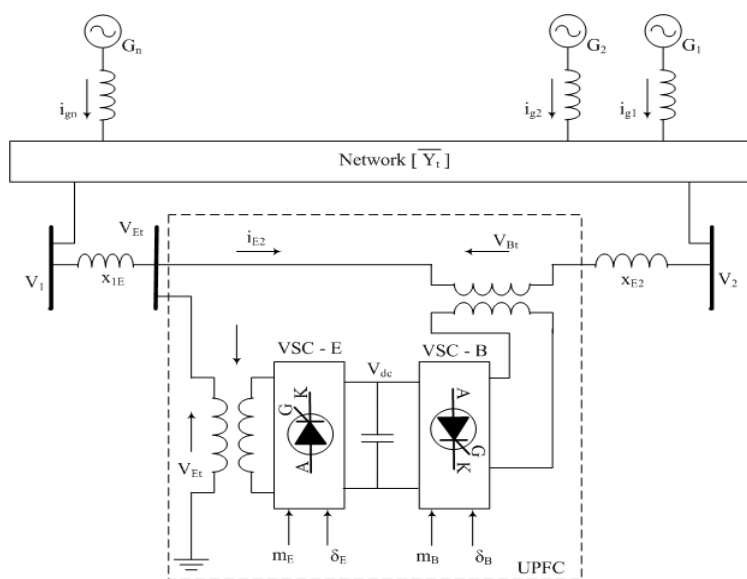 Gn
G2
G1
ign
ig2
ig1
Network [ Yt ]
VEt
iE2
VBt
V1
x1E
xE2
V2
VSC - E
VSC - B
Vdc
K
G
A
A
G
K
VEt
mE
δE
mB
δB
UPFC